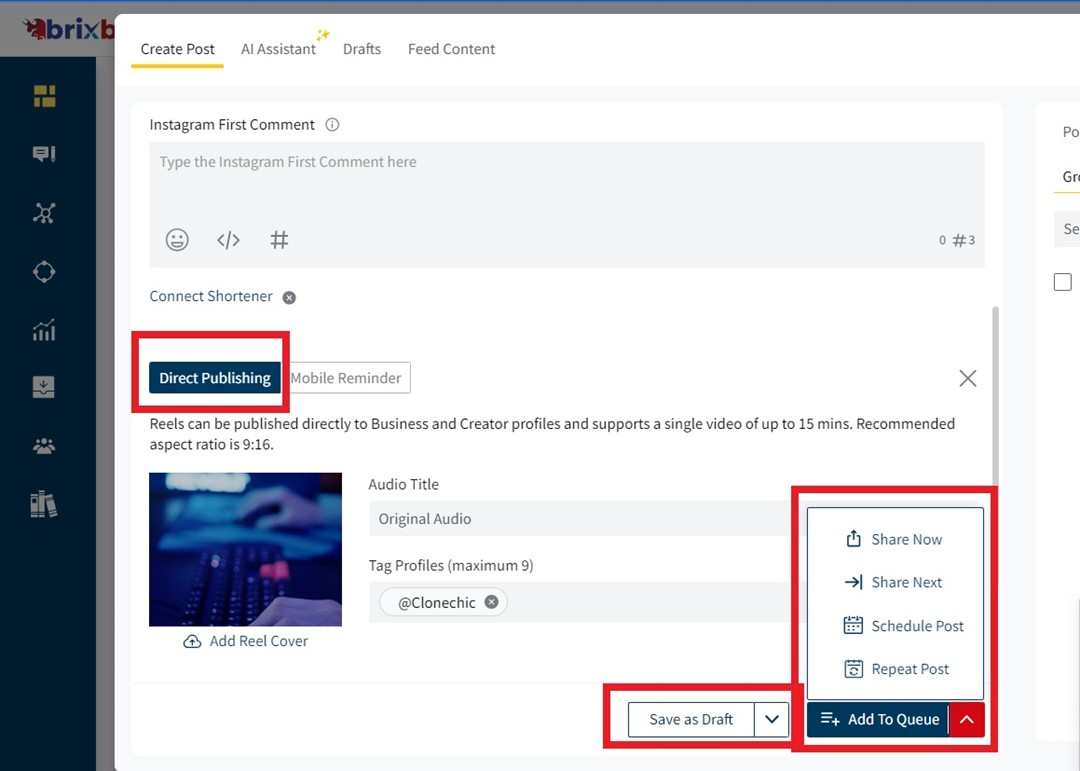 brixb
Create Post
AI Assistant
Drafts
Feed Content
Instagram First Comment
Type the Instagram First Comment here
0 #3
Connect Shortener
Direct Publishing
Mobile Reminder
Reels can be published directly to Business and Creator profiles and supports a single video of up to 15 mins. Recommended
aspect ratio is 9:16.
Audio Title
Original Audio
Tag Profiles (maximum 9)
@Clonechic
Add Reel Cover
Share Now
Share Next
Schedule Post
Repeat Post
Save as Draft
Add To Queue
Po
Gro
Se